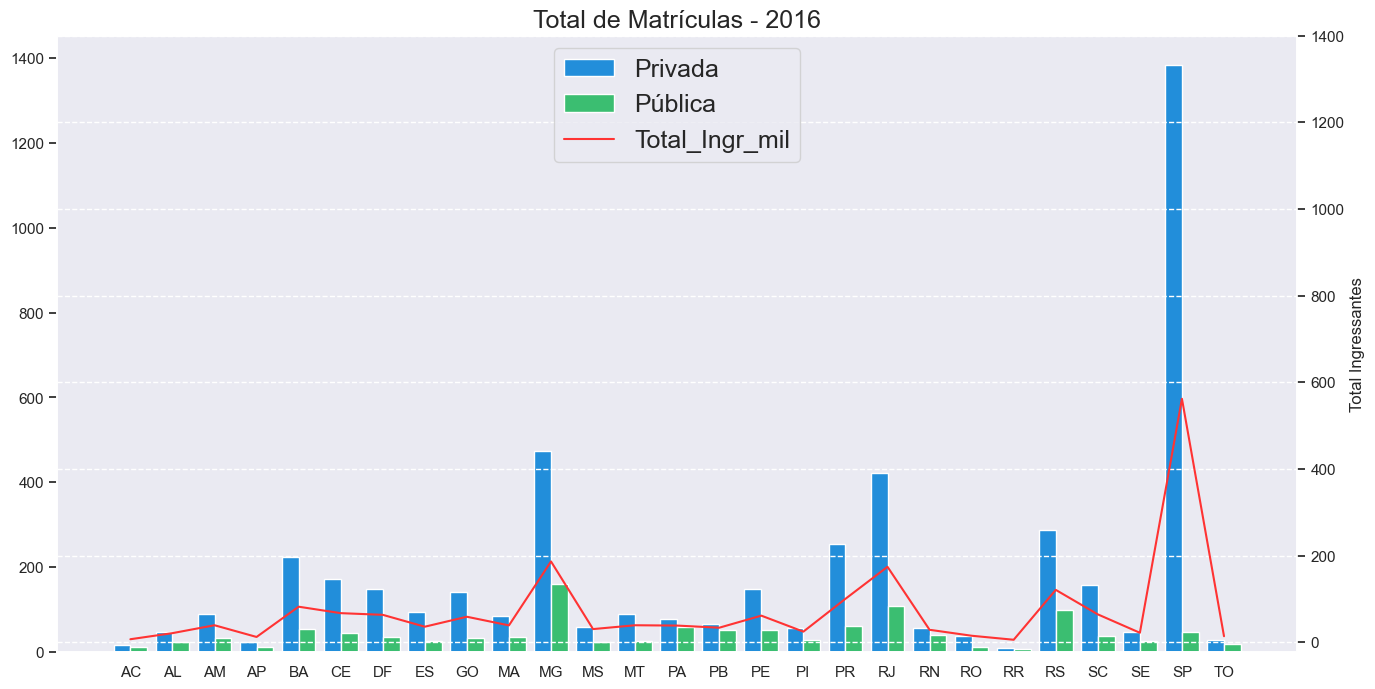 Total de Matrículas - 2016
Privada
Pública
Total_Ingr_mil
1400
1200
1000
800
600
400
200
0
1400
1200
1000
800
600
400
200
0
Total Ingressantes
AC AL AM AP BA CE DF ES GO MA MG MS MT PA PB PE PI PR RJ RN RO RR RS SC SE SP TO